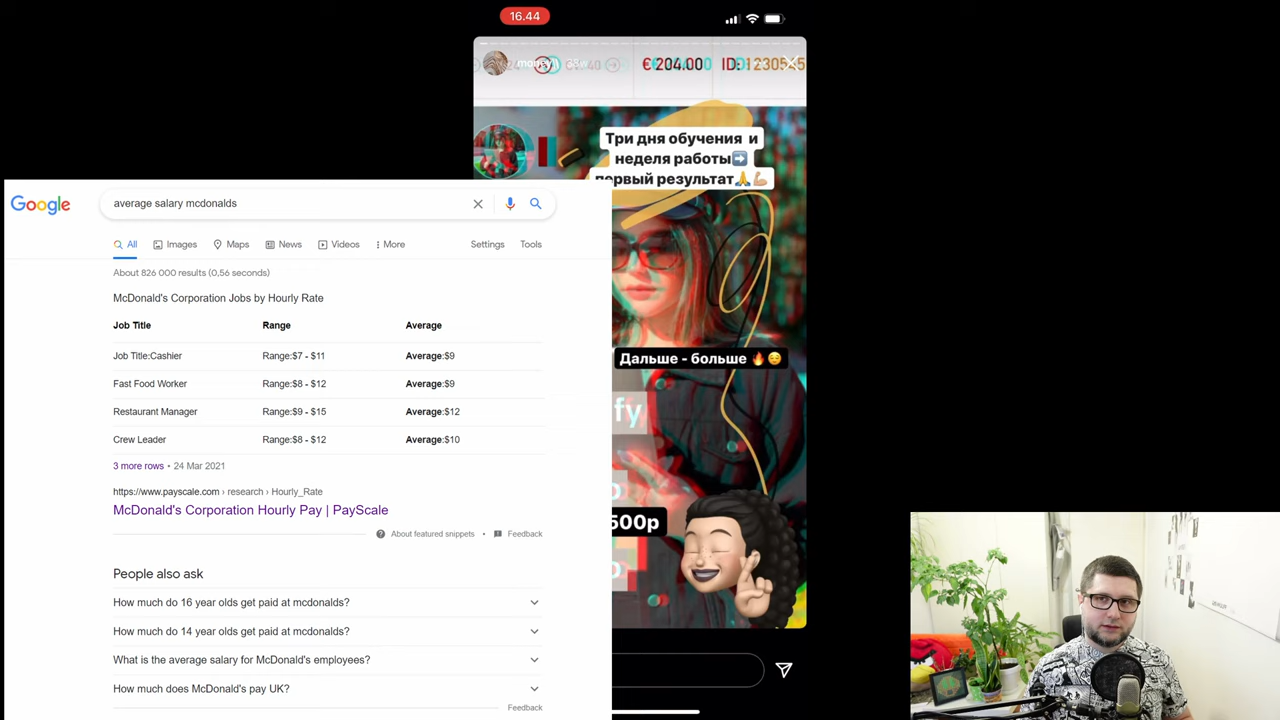 16.44
money
€ 204.00
Три дня обучения и
неделя работы➡️
первый результат🙏💪🏼
Дальше - больше 🔥😌
fy
500р
Google
average salary mcdonalds
All
Images
Maps
News
Videos
More
Settings
Tools
About 826 000 results (0,56 seconds)
McDonald's Corporation Jobs by Hourly Rate
Job Title Range Average
Job Title:Cashier Range:$7 - $11 Average:$9
Fast Food Worker Range:$8 - $12 Average:$9
Restaurant Manager Range:$9 - $15 Average:$12
Crew Leader Range:$8 - $12 Average:$10
3 more rows • 24 Mar 2021
https://www.payscale.com › research › Hourly_Rate
McDonald's Corporation Hourly Pay | PayScale
About featured snippets • Feedback
People also ask
How much do 16 year olds get paid at mcdonalds?
How much do 14 year olds get paid at mcdonalds?
What is the average salary for McDonald's employees?
How much does McDonald's pay UK?
Feedback